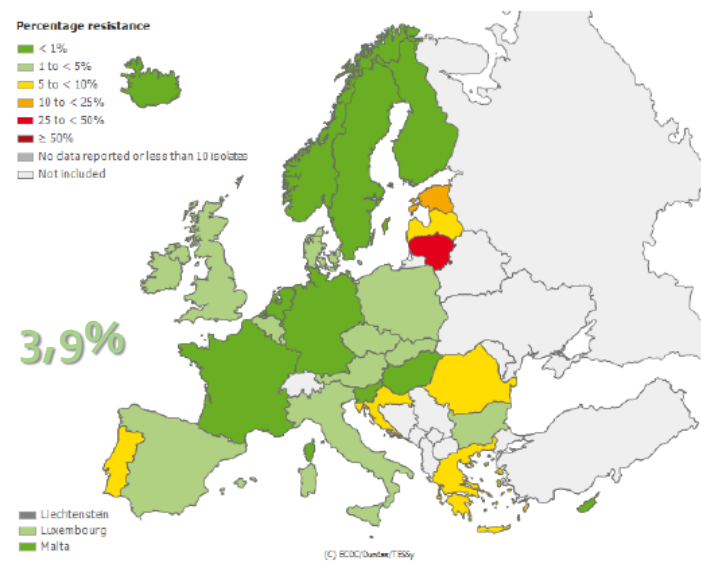 Percentage resistance
< 1%
1 to < 5%
5 to < 10%
10 to < 25%
25 to < 50%
≥ 50%
No data reported or less than 10 isolates
Not included
3,9%
Liechtenstein
Luxembourg
Malta
(C) ECDC/Dundas/TESSy